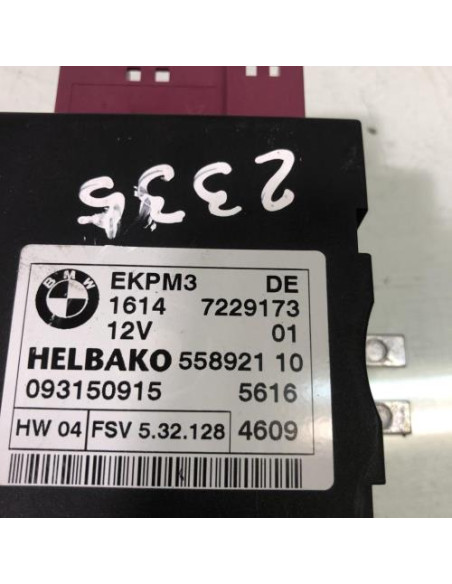 2335
BMW
EKPM3 DE
1614 7229173
12V 01
HELBAKO 558921 10
093150915 5616
HW 04 FSV 5.32.128 4609